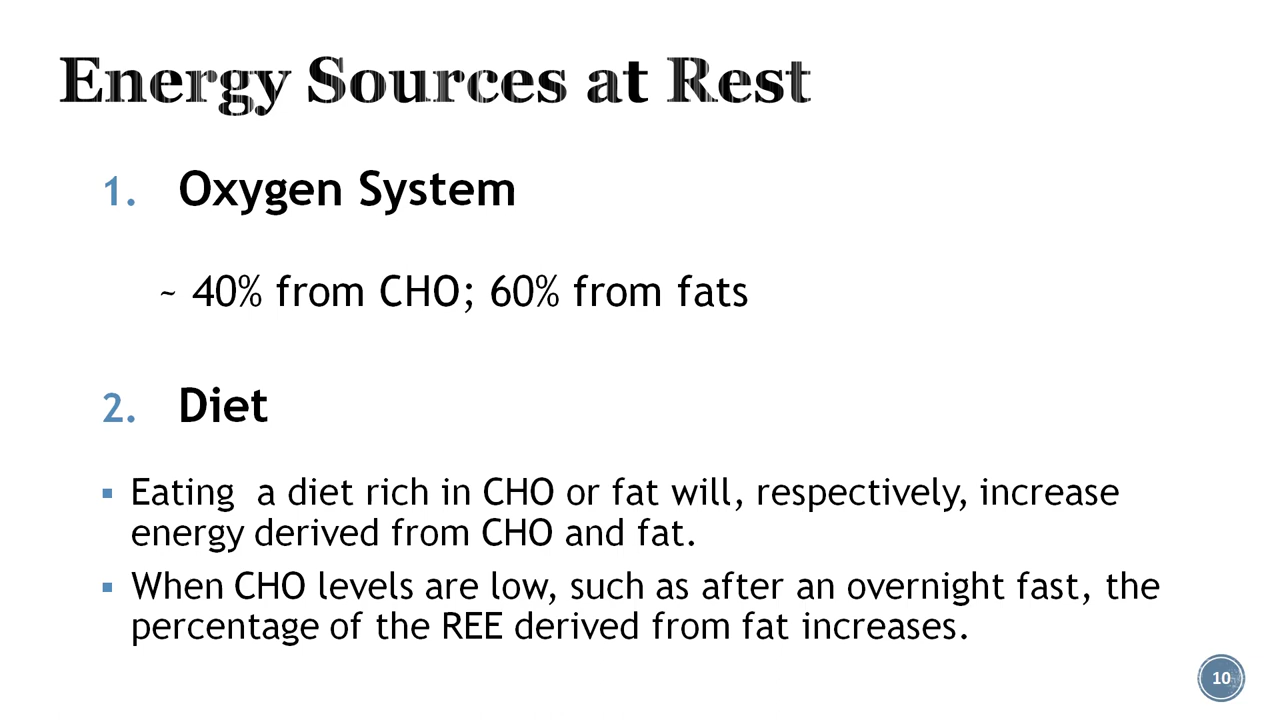 Energy Sources at Rest
1. Oxygen System
~ 40% from CHO; 60% from fats
2. Diet
▪ Eating  a diet rich in CHO or fat will, respectively, increase
energy derived from CHO and fat.
▪ When CHO levels are low, such as after an overnight fast, the
percentage of the REE derived from fat increases.
10